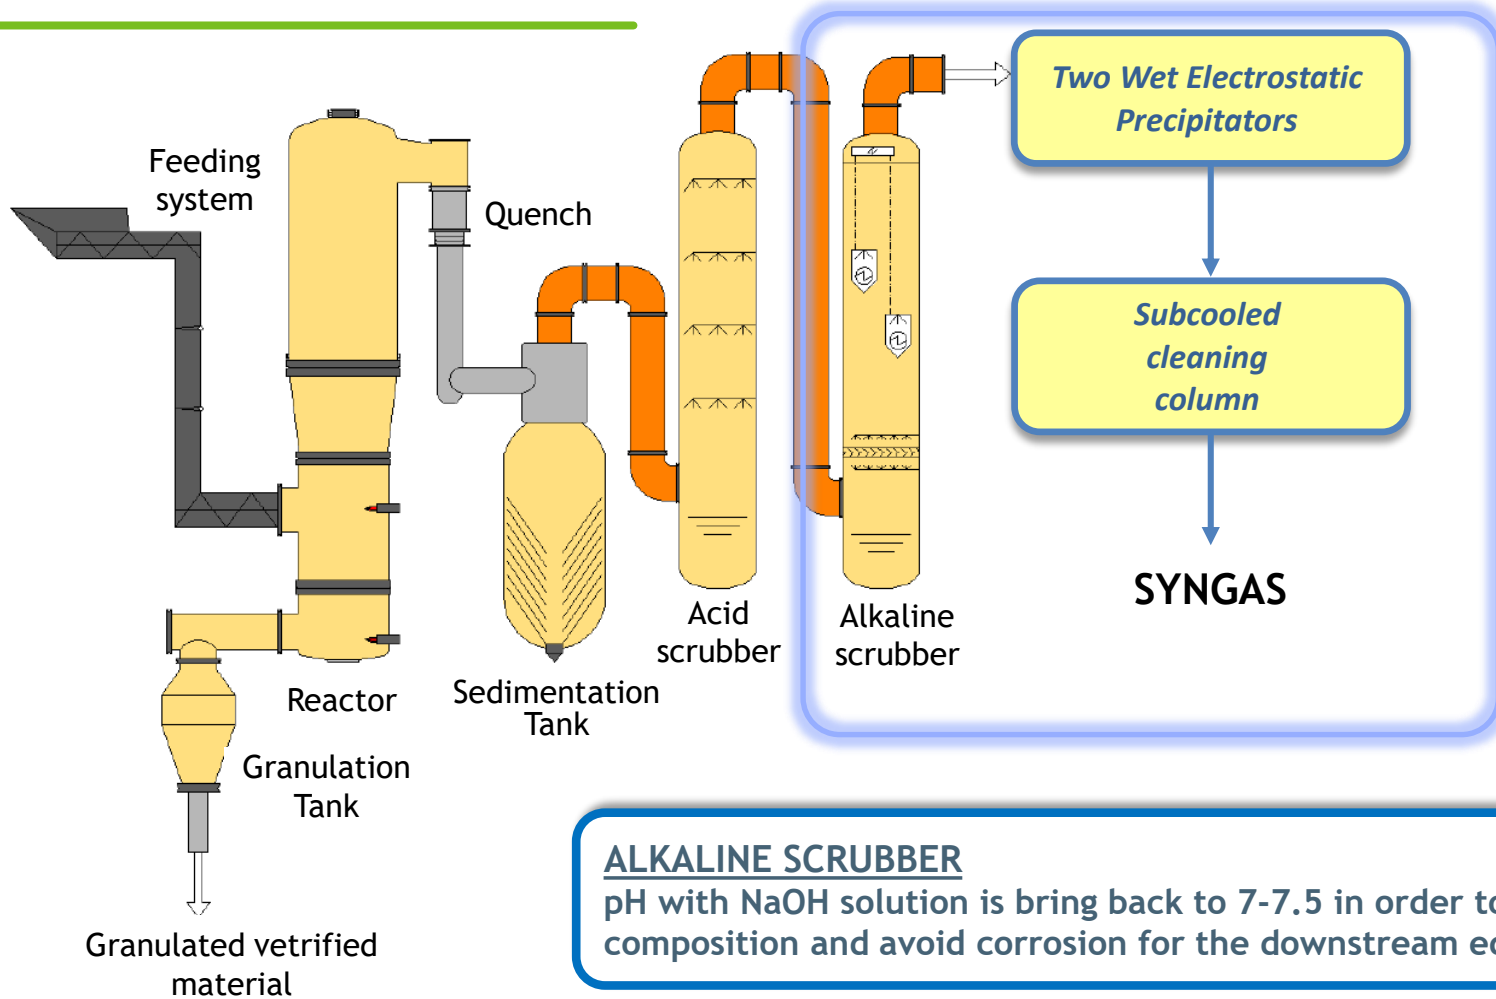 Feeding
system
Quench
Two Wet Electrostatic
Precipitators
Subcooled
cleaning
column
SYNGAS
Acid
scrubber
Alkaline
scrubber
Reactor
Sedimentation
Tank
Granulation
Tank
Granulated vetrified
material
ALKALINE SCRUBBER
pH with NaOH solution is bring back to 7-7.5 in order to
composition and avoid corrosion for the downstream